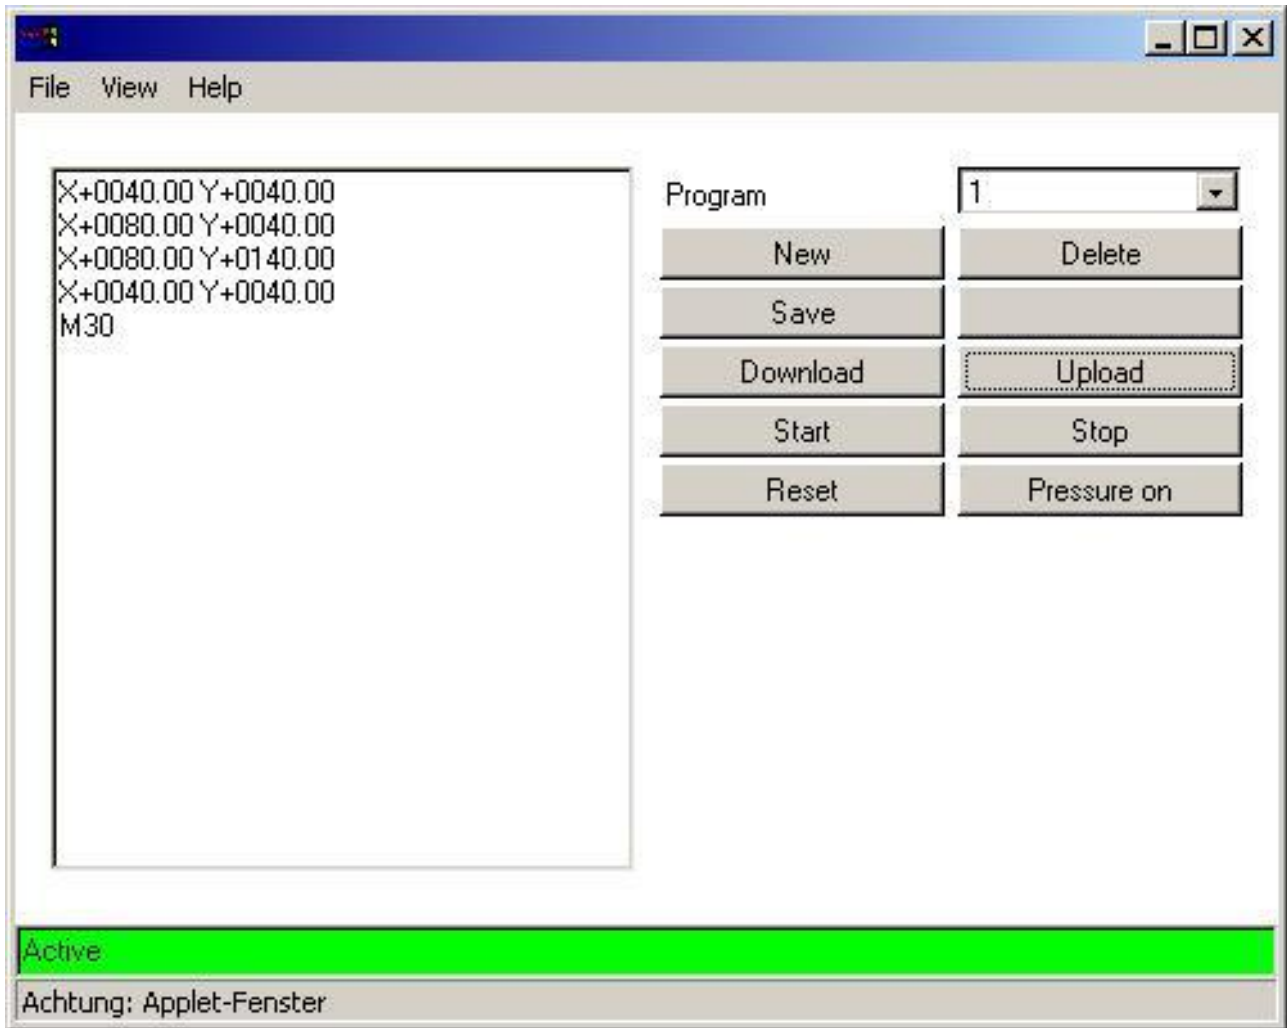 File View Help
X+0040.00 Y+0040.00
X+0080.00 Y+0040.00
X+0080.00 Y+0140.00
X+0040.00 Y+0040.00
M30
Program 1
New Delete
Save
Download Upload
Start Stop
Reset Pressure on
Active
Achtung: Applet-Fenster